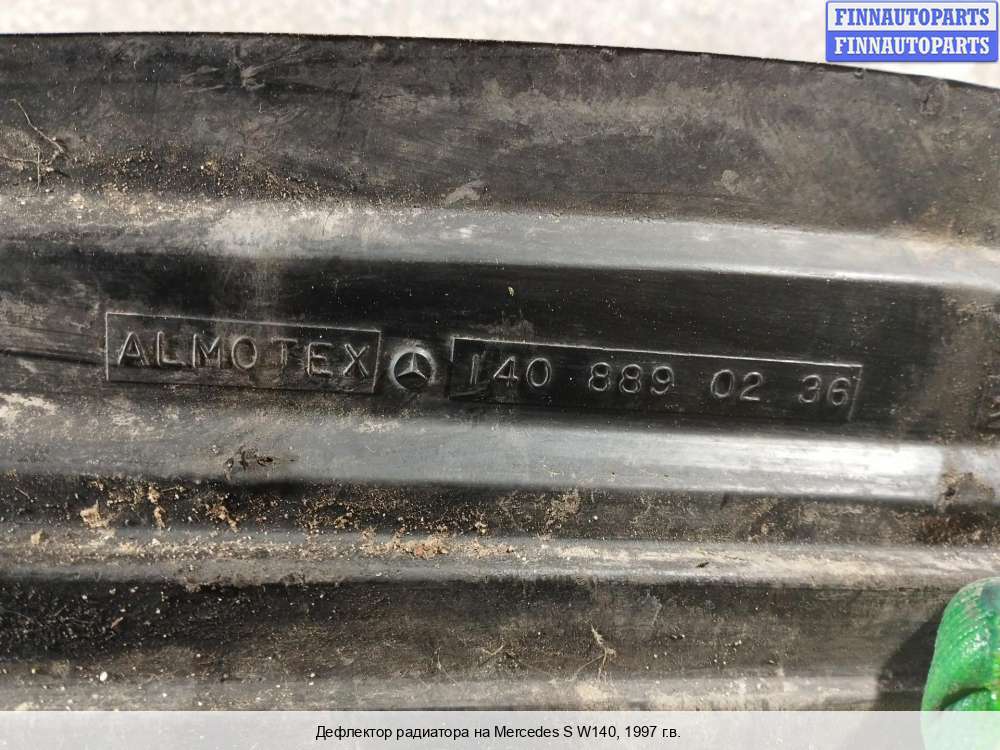 FINNAUTOPARTS
FINNAUTOPARTS
ALMOTEX 140 889 02 36
Дефлектор радиатора на Mercedes S W140, 1997 г.в.